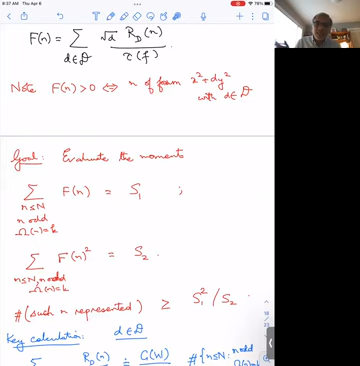 8:37 AM Thu Apr 6
78%
F(n) = ∑_{d∈𝒟} √d R_D(n) / τ(f) .
Note F(n) > 0 ⇔ n of form x² + dy²
with d ∈ 𝒟
Goal: Evaluate the moments
∑_{n≤N, n odd, Ω(n)=k} F(n) = S₁ ;
∑_{n≤N, n odd, Ω(n)=k} F(n)² = S₂ .
#(such n represented) ≥ S₁² / S₂ .
Key calculation: d ∈ 𝒟
∑ R_D(n) ≑ G(W) #{n≤N : n odd